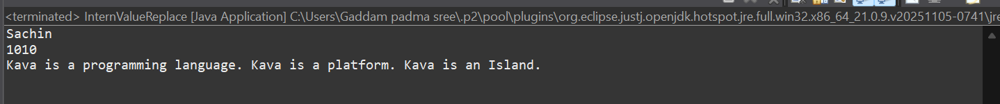 <terminated> InternValueReplace [Java Application] C:\Users\Gaddam padma sree\.p2\pool\plugins\org.eclipse.justj.openjdk.hotspot.jre.full.win32.x86_64_21.0.9.v20251105-0741\jre
Sachin
1010
Kava is a programming language. Kava is a platform. Kava is an Island.